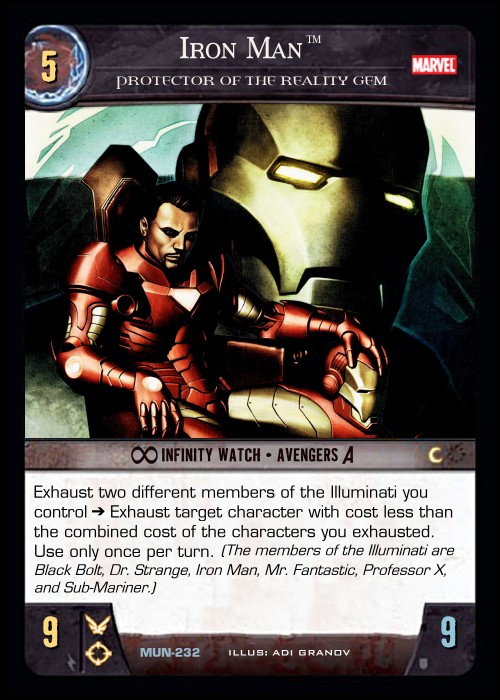 5
Iron Man™
MARVEL
PROTECTOR OF THE REALITY GEM
INFINITY WATCH • AVENGERS A
C
Exhaust two different members of the Illuminati you
control ➔ Exhaust target character with cost less than
the combined cost of the characters you exhausted.
Use only once per turn. (The members of the Illuminati are
Black Bolt, Dr. Strange, Iron Man, Mr. Fantastic, Professor X,
and Sub-Mariner.)
9
MUN-232
ILLUS: ADI GRANOV
9